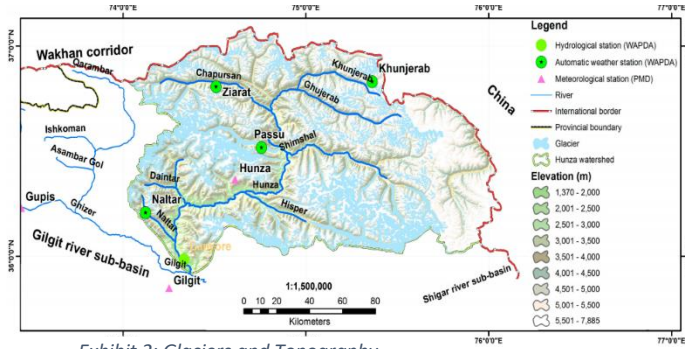 74°0'E
75°0'E
76°0'E
77°0'E
37°0'N
Wakhan corridor
Qarambar
Chapursan
Ziarat
Khunjerab
Khunjerab
Ghujerab
China
Ishkoman
Asambar Gol
Passu
Shimshal
Hunza
Daintar
Hunza
Hisper
Gupis
Ghizer
Naltar
Naltar
Gilgit river sub-basin
Gilgit
Gilgit
Shigar river sub-basin
1:1,500,000
0 10 20 40 60 80
Kilometers
74°0'E
75°0'E
76°0'E
77°0'E
Legend
Hydrological station (WAPDA)
Automatic weather station (WAPDA)
Meteorological station (PMD)
River
International border
Provincial boundary
Glacier
Hunza watershed
Elevation (m)
1,370 - 2,000
2,001 - 2,500
2,501 - 3,000
3,001 - 3,500
3,501 - 4,000
4,001 - 4,500
4,501 - 5,000
5,001 - 5,500
5,501 - 7,885
Exhibit 3: Glaciers and Topography